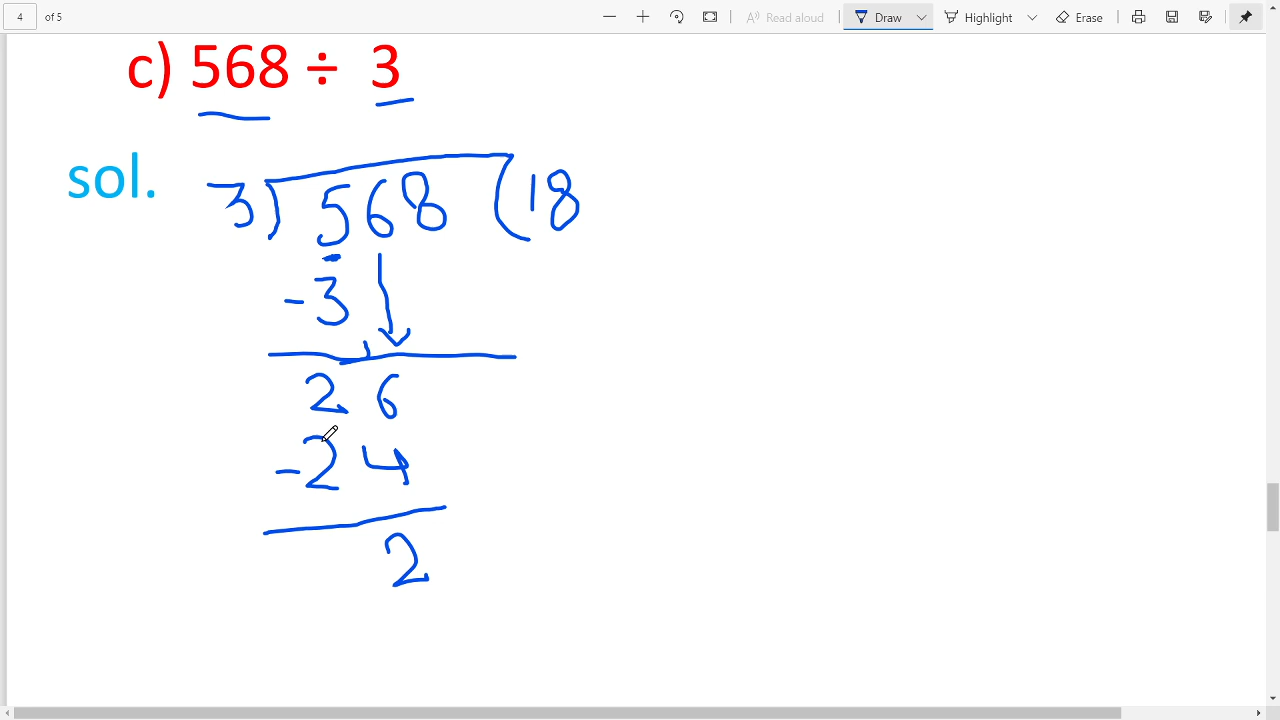 4 of 5 Read aloud Draw Highlight Erase
c) 568 ÷ 3
sol. 3) 568 (18
-3
26
-24
2